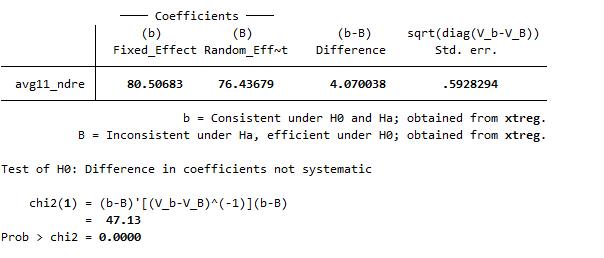 Coefficients
(b) (B) (b-B) sqrt(diag(V_b-V_B))
Fixed_Effect Random_Eff~t Difference Std. err.
avg11_ndre 80.50683 76.43679 4.070038 .5928294
b = Consistent under H0 and Ha; obtained from xtreg.
B = Inconsistent under Ha, efficient under H0; obtained from xtreg.
Test of H0: Difference in coefficients not systematic
chi2(1) = (b-B)'[(V_b-V_B)^(-1)](b-B)
= 47.13
Prob > chi2 = 0.0000